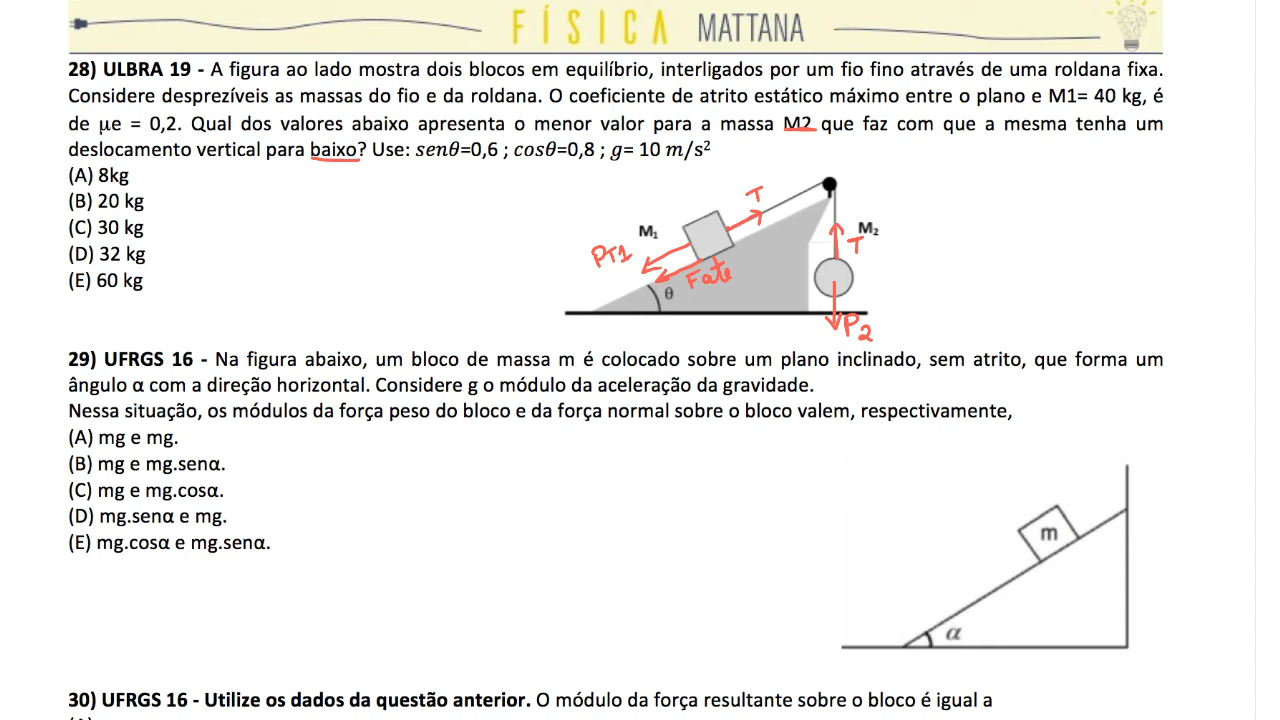 FÍSICA MATTANA
28) ULBRA 19 - A figura ao lado mostra dois blocos em equilíbrio, interligados por um fio fino através de uma roldana fixa.
Considere desprezíveis as massas do fio e da roldana. O coeficiente de atrito estático máximo entre o plano e M1= 40 kg, é
de µe = 0,2. Qual dos valores abaixo apresenta o menor valor para a massa M2 que faz com que a mesma tenha um
deslocamento vertical para baixo? Use: senθ=0,6 ; cosθ=0,8 ; g= 10 m/s²
(A) 8kg
(B) 20 kg
(C) 30 kg
(D) 32 kg
(E) 60 kg
T
M₁
M₂
PT1
T
Fate
θ
P2
29) UFRGS 16 - Na figura abaixo, um bloco de massa m é colocado sobre um plano inclinado, sem atrito, que forma um
ângulo α com a direção horizontal. Considere g o módulo da aceleração da gravidade.
Nessa situação, os módulos da força peso do bloco e da força normal sobre o bloco valem, respectivamente,
(A) mg e mg.
(B) mg e mg.senα.
(C) mg e mg.cosα.
(D) mg.senα e mg.
(E) mg.cosα e mg.senα.
m
α
30) UFRGS 16 - Utilize os dados da questão anterior. O módulo da força resultante sobre o bloco é igual a